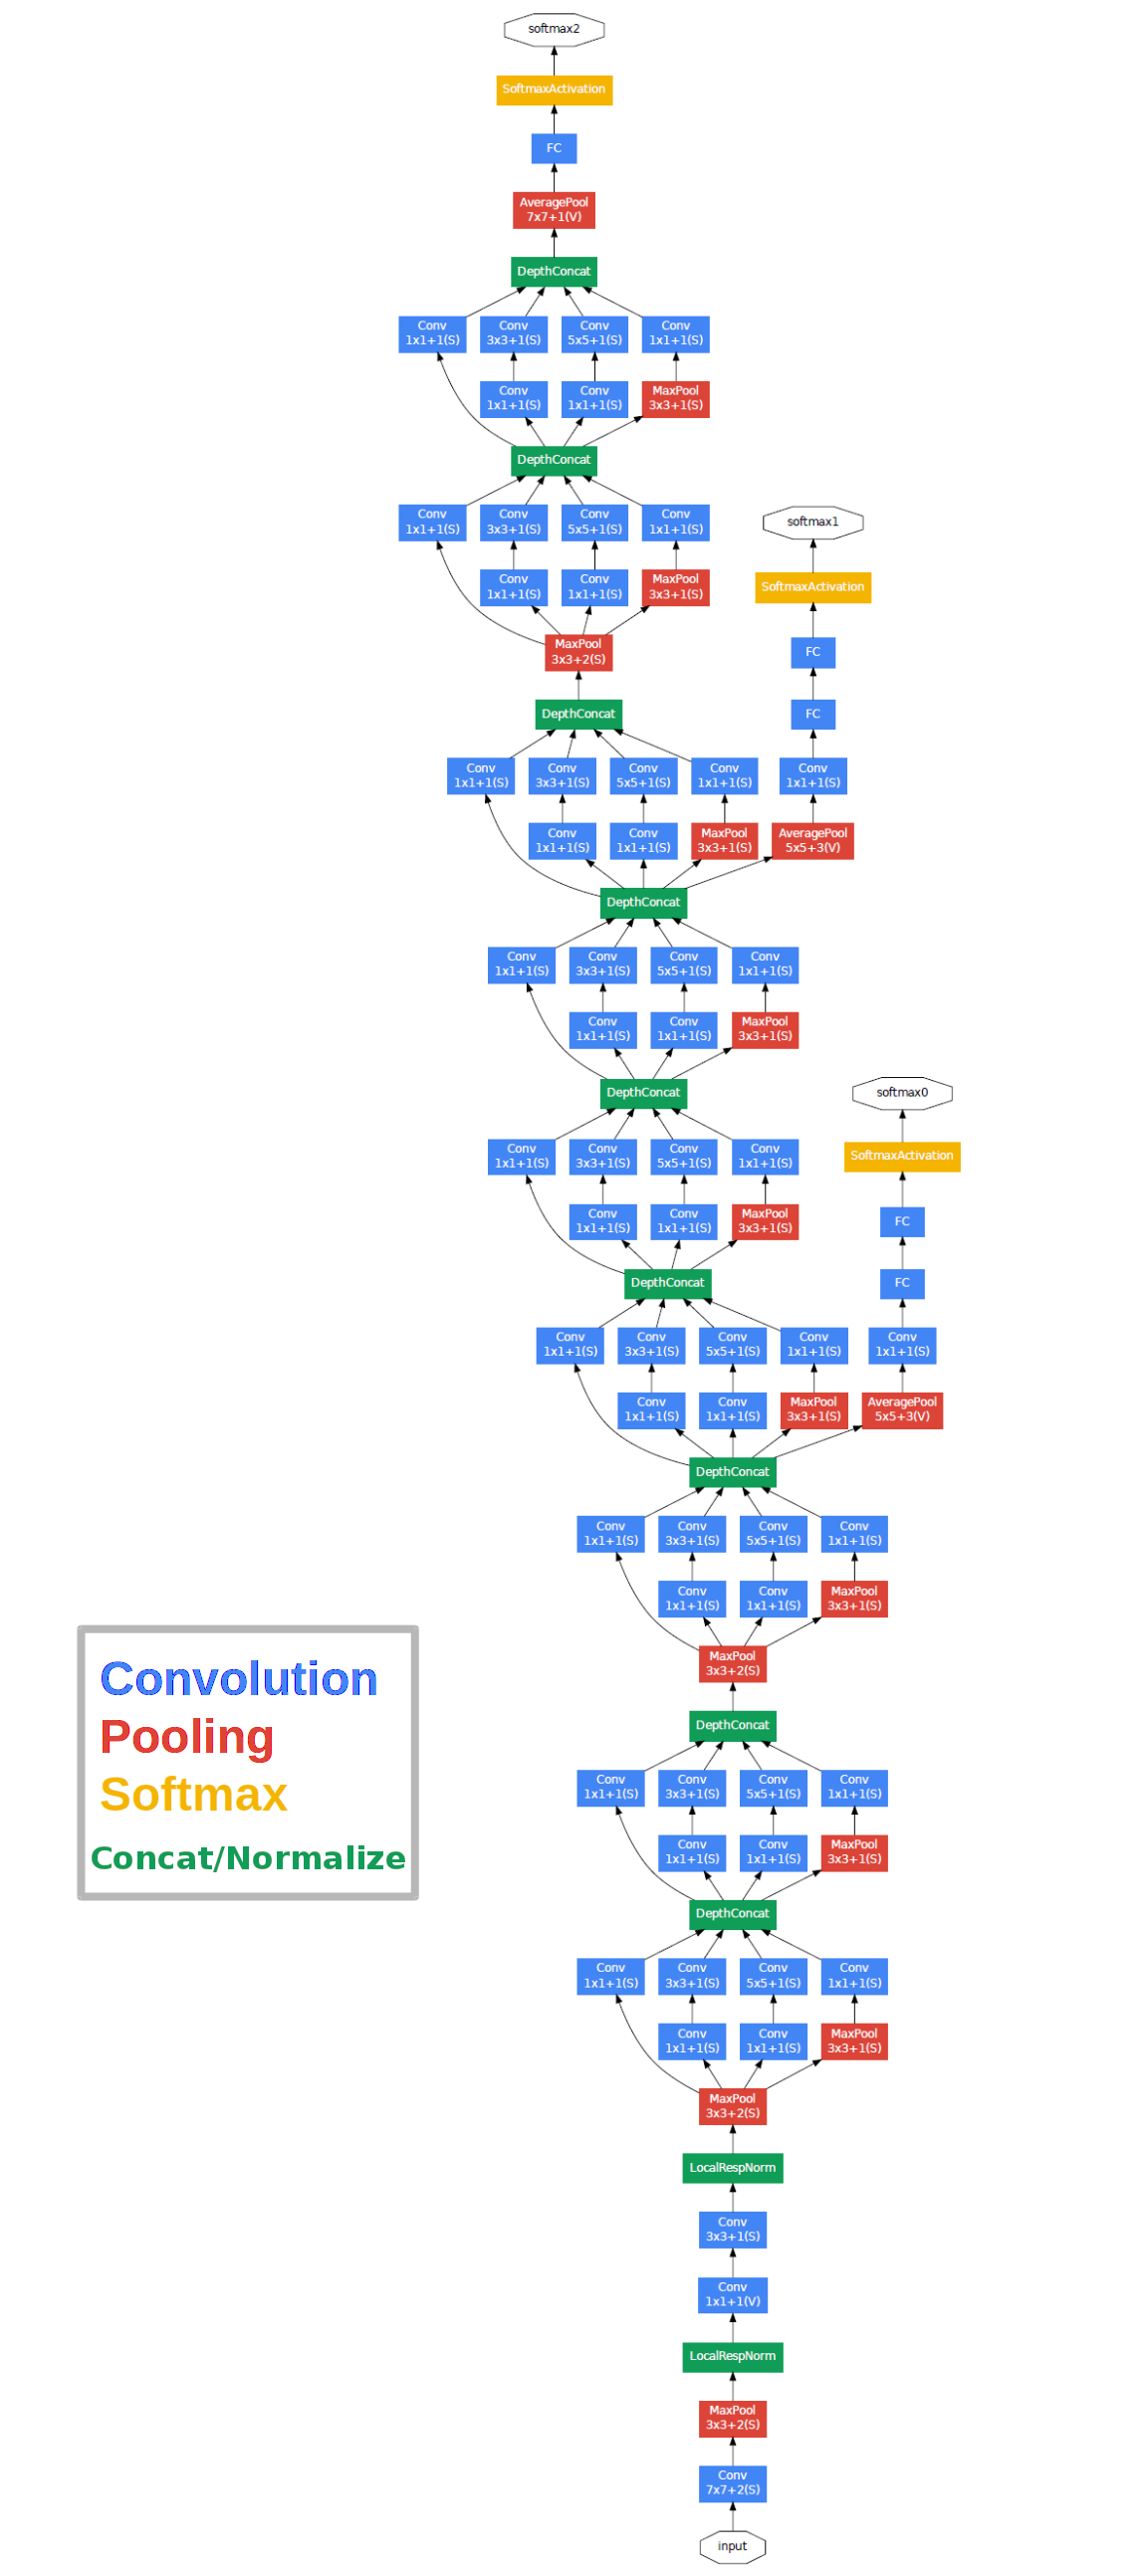 softmax2
SoftmaxActivation
FC
AveragePool
7x7+1(V)
DepthConcat
Conv Conv Conv Conv
1x1+1(S) 3x3+1(S) 5x5+1(S) 1x1+1(S)
Conv Conv MaxPool
1x1+1(S) 1x1+1(S) 3x3+1(S)
DepthConcat
Conv Conv Conv Conv softmax1
1x1+1(S) 3x3+1(S) 5x5+1(S) 1x1+1(S)
Conv Conv MaxPool SoftmaxActivation
1x1+1(S) 1x1+1(S) 3x3+1(S)
MaxPool FC
3x3+2(S)
DepthConcat FC
Conv Conv Conv Conv Conv
1x1+1(S) 3x3+1(S) 5x5+1(S) 1x1+1(S) 1x1+1(S)
Conv Conv MaxPool AveragePool
1x1+1(S) 1x1+1(S) 3x3+1(S) 5x5+3(V)
DepthConcat
Conv Conv Conv Conv
1x1+1(S) 3x3+1(S) 5x5+1(S) 1x1+1(S)
Conv Conv MaxPool
1x1+1(S) 1x1+1(S) 3x3+1(S)
DepthConcat softmax0
Conv Conv Conv Conv SoftmaxActivation
1x1+1(S) 3x3+1(S) 5x5+1(S) 1x1+1(S)
Conv Conv MaxPool FC
1x1+1(S) 1x1+1(S) 3x3+1(S)
DepthConcat FC
Conv Conv Conv Conv Conv
1x1+1(S) 3x3+1(S) 5x5+1(S) 1x1+1(S) 1x1+1(S)
Conv Conv MaxPool AveragePool
1x1+1(S) 1x1+1(S) 3x3+1(S) 5x5+3(V)
DepthConcat
Conv Conv Conv Conv
1x1+1(S) 3x3+1(S) 5x5+1(S) 1x1+1(S)
Conv Conv MaxPool
1x1+1(S) 1x1+1(S) 3x3+1(S)
MaxPool
3x3+2(S)
DepthConcat
Conv Conv Conv Conv
1x1+1(S) 3x3+1(S) 5x5+1(S) 1x1+1(S)
Conv Conv MaxPool
1x1+1(S) 1x1+1(S) 3x3+1(S)
DepthConcat
Conv Conv Conv Conv
1x1+1(S) 3x3+1(S) 5x5+1(S) 1x1+1(S)
Conv Conv MaxPool
1x1+1(S) 1x1+1(S) 3x3+1(S)
MaxPool
3x3+2(S)
LocalRespNorm
Conv
3x3+1(S)
Conv
1x1+1(V)
LocalRespNorm
MaxPool
3x3+2(S)
Conv
7x7+2(S)
input
Convolution
Pooling
Softmax
Concat/Normalize